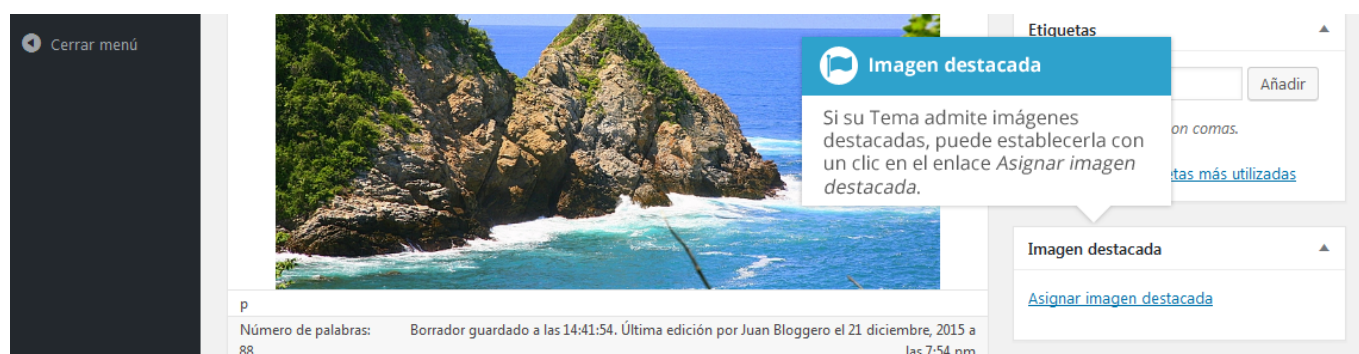 Cerrar menú
Etiquetas
Imagen destacada
Si su Tema admite imágenes
destacadas, puede establecerla con
un clic en el enlace Asignar imagen
destacada.
Añadir
on comas.
tas más utilizadas
Imagen destacada
Asignar imagen destacada
p
Número de palabras:
88
Borrador guardado a las 14:41:54. Última edición por Juan Bloggero el 21 diciembre, 2015 a
las 7:54 pm